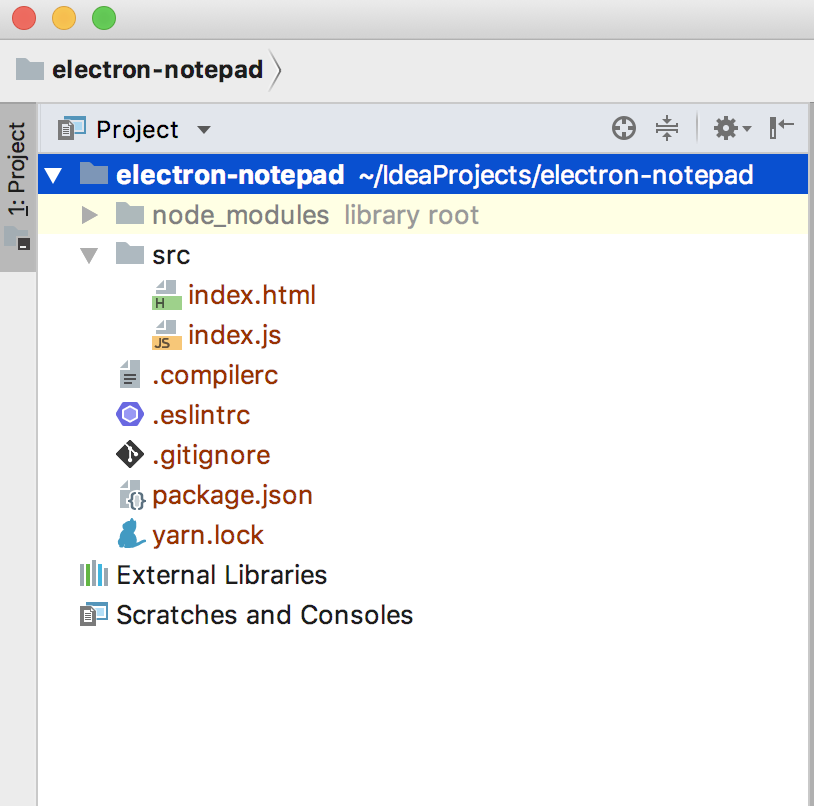 electron-notepad
1: Project
Project
electron-notepad ~/IdeaProjects/electron-notepad
node_modules library root
src
H index.html
JS index.js
.compilerc
.eslintrc
.gitignore
{} package.json
yarn.lock
External Libraries
Scratches and Consoles